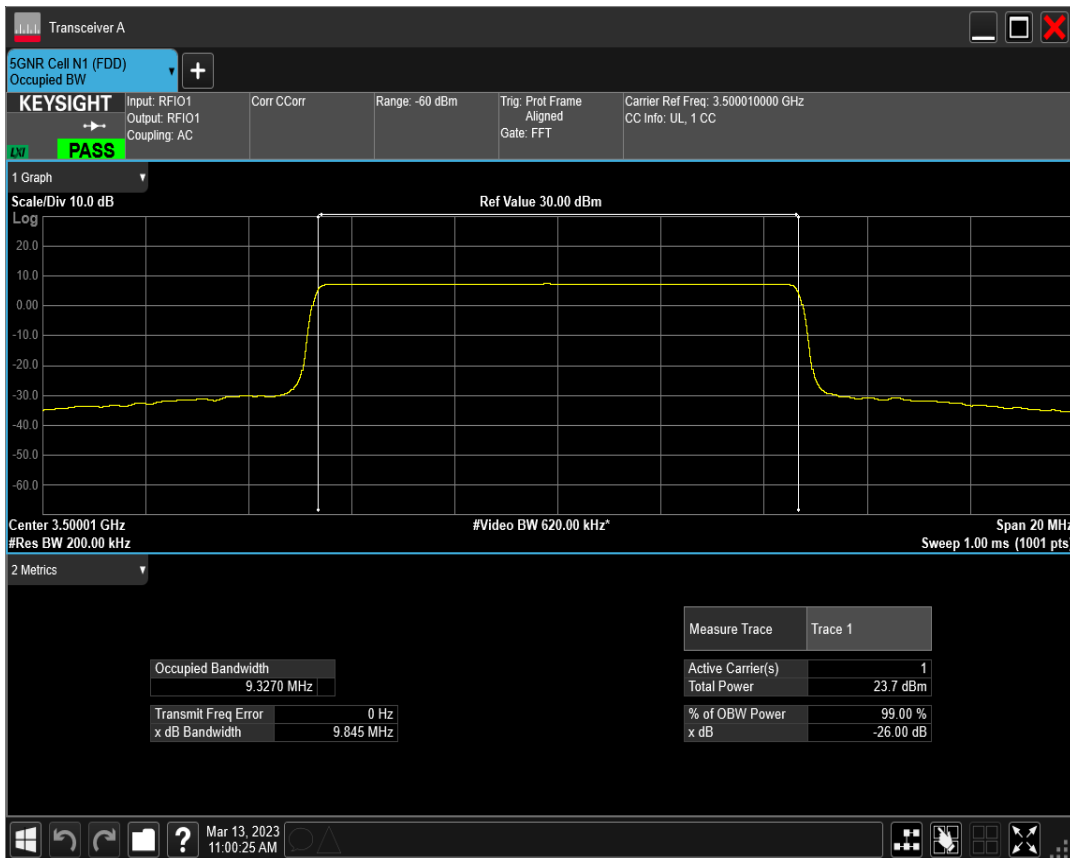 Transceiver A
5GNR Cell N1 (FDD)
Occupied BW
+
KEYSIGHT
LXI
PASS
Input: RFIO1
Output: RFIO1
Coupling: AC
Corr CCorr
Range: -60 dBm
Trig: Prot Frame
Aligned
Gate: FFT
Carrier Ref Freq: 3.500010000 GHz
CC Info: UL, 1 CC
1 Graph
Scale/Div 10.0 dB
Ref Value 30.00 dBm
Log
20.0
10.0
0.00
-10.0
-20.0
-30.0
-40.0
-50.0
-60.0
Center 3.50001 GHz
#Video BW 620.00 kHz*
Span 20 MHz
#Res BW 200.00 kHz
Sweep 1.00 ms (1001 pts)
2 Metrics
Measure Trace Trace 1
Occupied Bandwidth
9.3270 MHz
Active Carrier(s) 1
Total Power 23.7 dBm
Transmit Freq Error 0 Hz
x dB Bandwidth 9.845 MHz
% of OBW Power 99.00 %
x dB -26.00 dB
?
Mar 13, 2023
11:00:25 AM